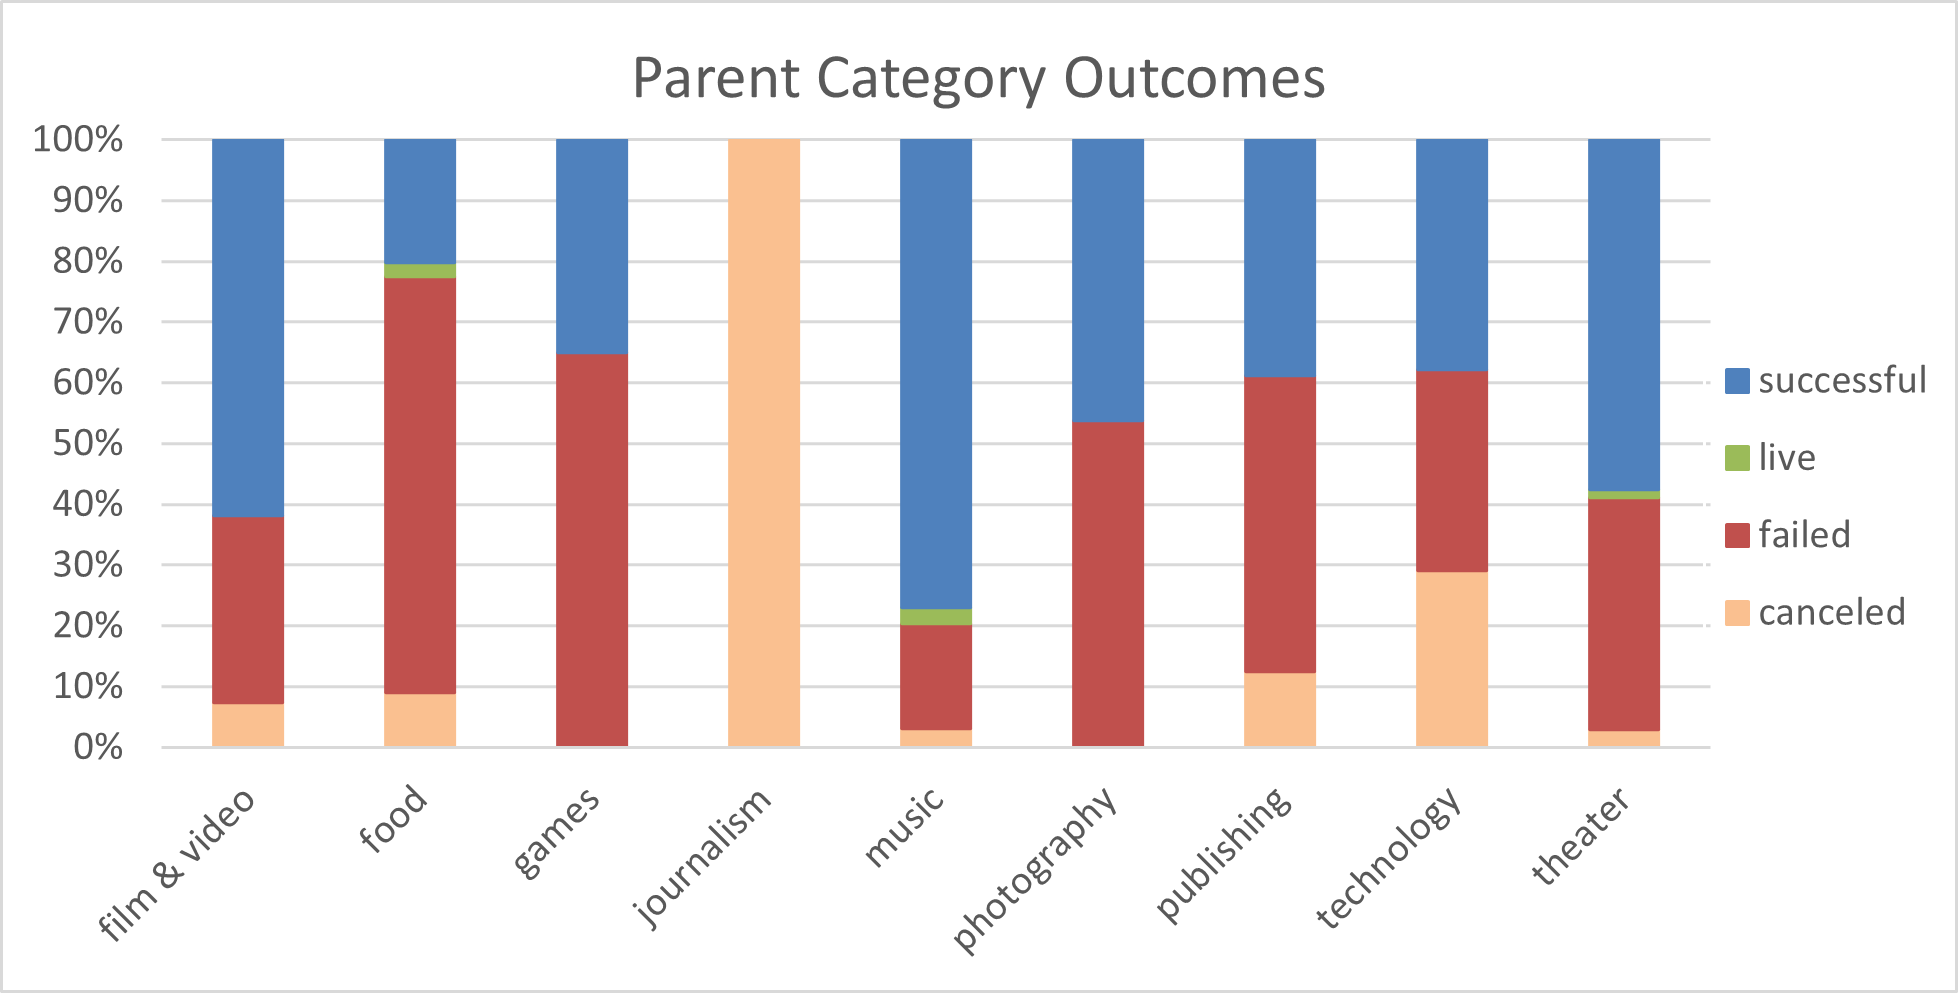 Parent Category Outcomes
100%
90%
80%
70%
60%
50%
40%
30%
20%
10%
0%
film & video
food
games
journalism
music
photography
publishing
technology
theater
successful
live
failed
canceled